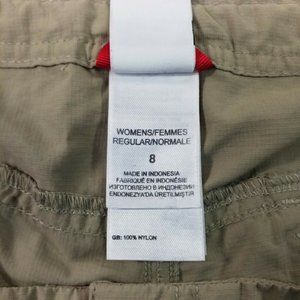 WOMENS/FEMMES
REGULAR/NORMALE
8
MADE IN INDONESIA
FABRIQUÉ EN INDONÉSIE
ИЗГОТОВЛЕНО В ИНДОНЕЗИИ
ENDONEZYA'DA ÜRETILMIŞTIR
GB: 100% NYLON